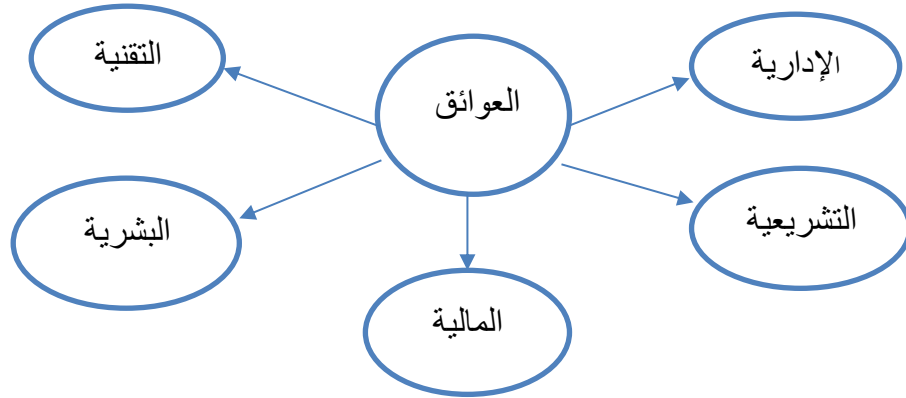 العوائق
الإدارية
التقنية
التشريعية
البشرية
المالية